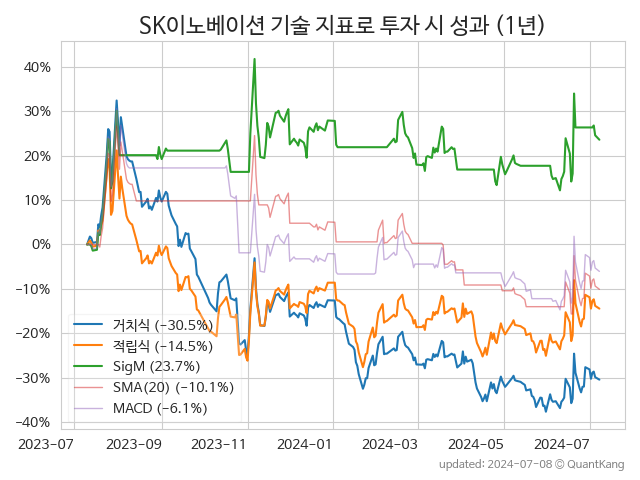 SK이노베이션 기술 지표로 투자 시 성과 (1년)
40%
30%
20%
10%
0%
−10%
−20%
−30%
−40%
거치식 (−30.5%)
적립식 (−14.5%)
SigM (23.7%)
SMA(20) (−10.1%)
MACD (−6.1%)
2023-07 2023-09 2023-11 2024-01 2024-03 2024-05 2024-07
updated: 2024-07-08 © QuantKang